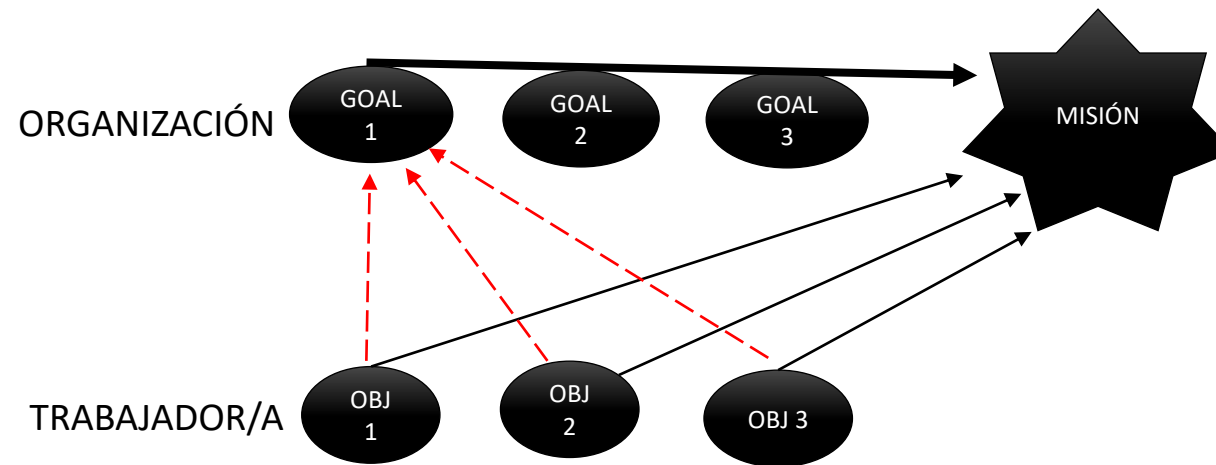 ORGANIZACIÓN
GOAL
1
GOAL
2
GOAL
3
MISIÓN
TRABAJADOR/A
OBJ
1
OBJ
2
OBJ 3